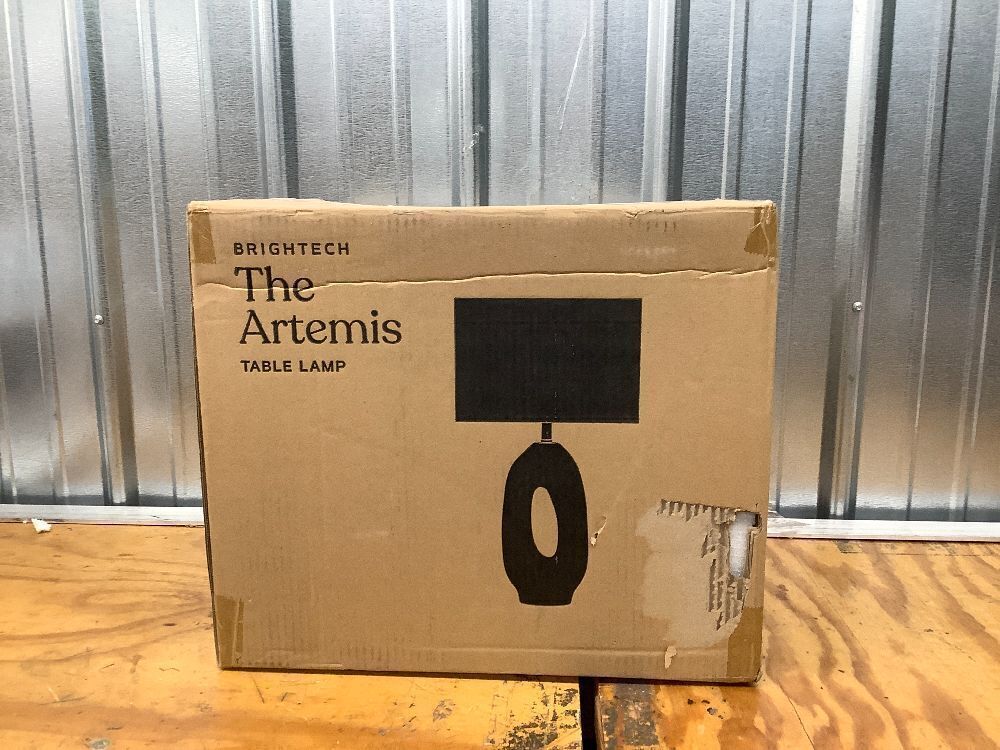 BRIGHTECH
The
Artemis
TABLE LAMP